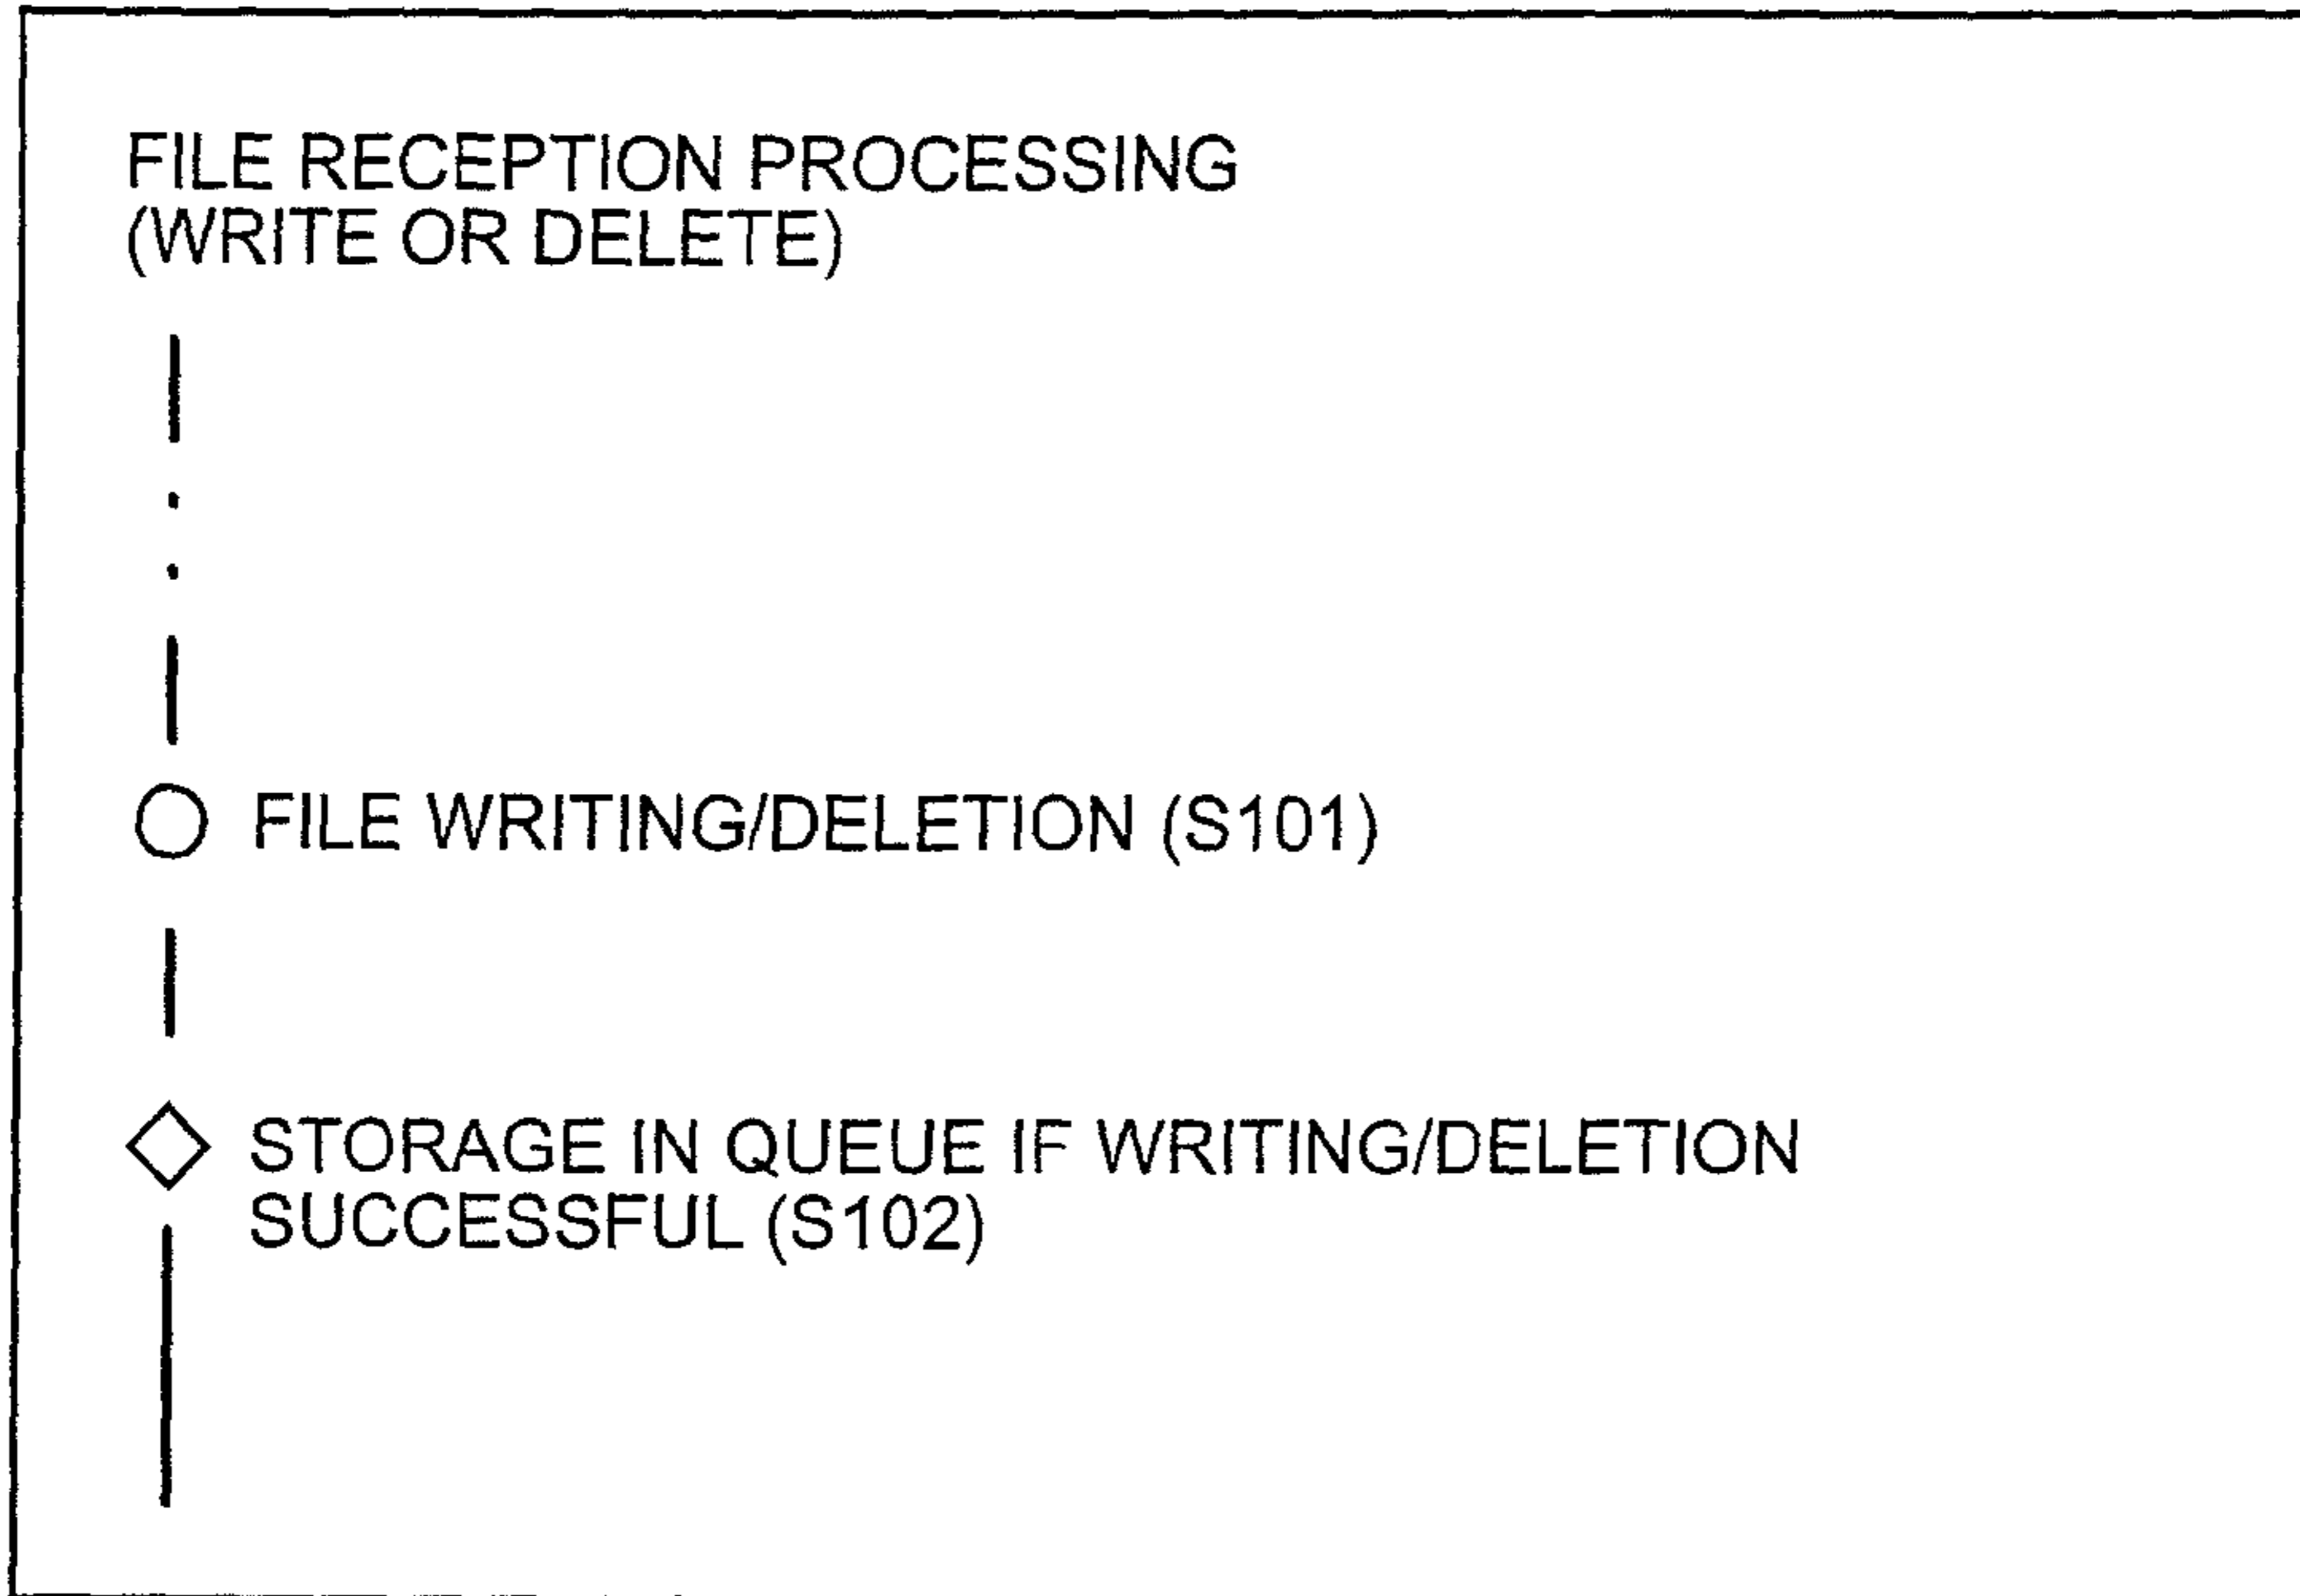 FILE RECEPTION PROCESSING
(WRITE OR DELETE)
FILE WRITING/DELETION (S101)
STORAGE IN QUEUE IF WRITING/DELETION
SUCCESSFUL (S102)